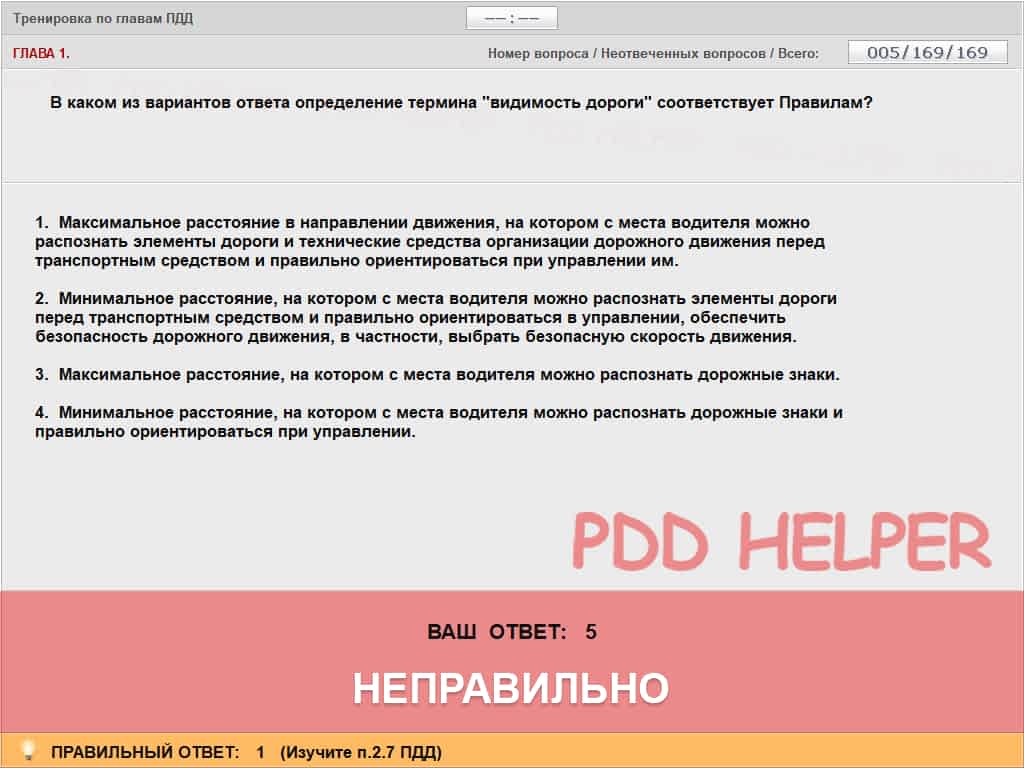 Тренировка по главам ПДД
—— : ——
ГЛАВА 1.
Номер вопроса / Неотвеченных вопросов / Всего:
005/169/169
В каком из вариантов ответа определение термина "видимость дороги" соответствует Правилам?
1. Максимальное расстояние в направлении движения, на котором с места водителя можно
распознать элементы дороги и технические средства организации дорожного движения перед
транспортным средством и правильно ориентироваться при управлении им.
2. Минимальное расстояние, на котором с места водителя можно распознать элементы дороги
перед транспортным средством и правильно ориентироваться в управлении, обеспечить
безопасность дорожного движения, в частности, выбрать безопасную скорость движения.
3. Максимальное расстояние, на котором с места водителя можно распознать дорожные знаки.
4. Минимальное расстояние, на котором с места водителя можно распознать дорожные знаки и
правильно ориентироваться при управлении.
PDD HELPER
ВАШ ОТВЕТ: 5
НЕПРАВИЛЬНО
ПРАВИЛЬНЫЙ ОТВЕТ: 1 (Изучите п.2.7 ПДД)